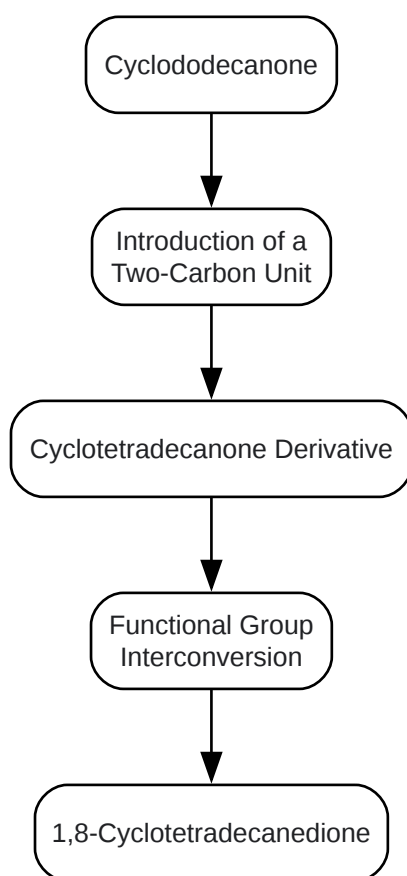 Cyclododecanone
Introduction of a
Two-Carbon Unit
Cyclotetradecanone Derivative
Functional Group
Interconversion
1,8-Cyclotetradecanedione